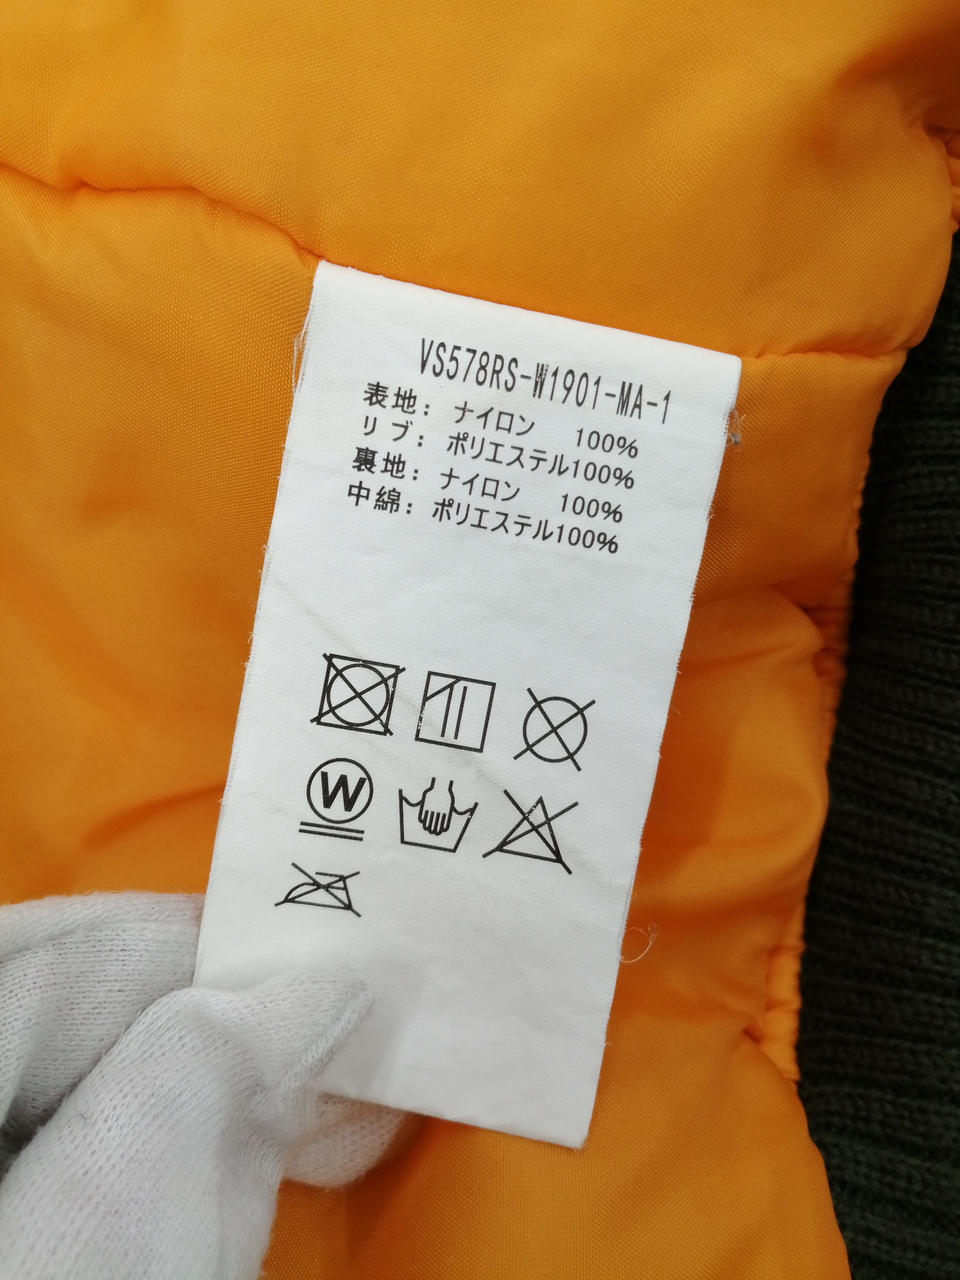 VS578RS-W1901-MA-1
表地: ナイロン 100%
リブ: ポリエステル100%
裏地: ナイロン 100%
中綿: ポリエステル100%
W